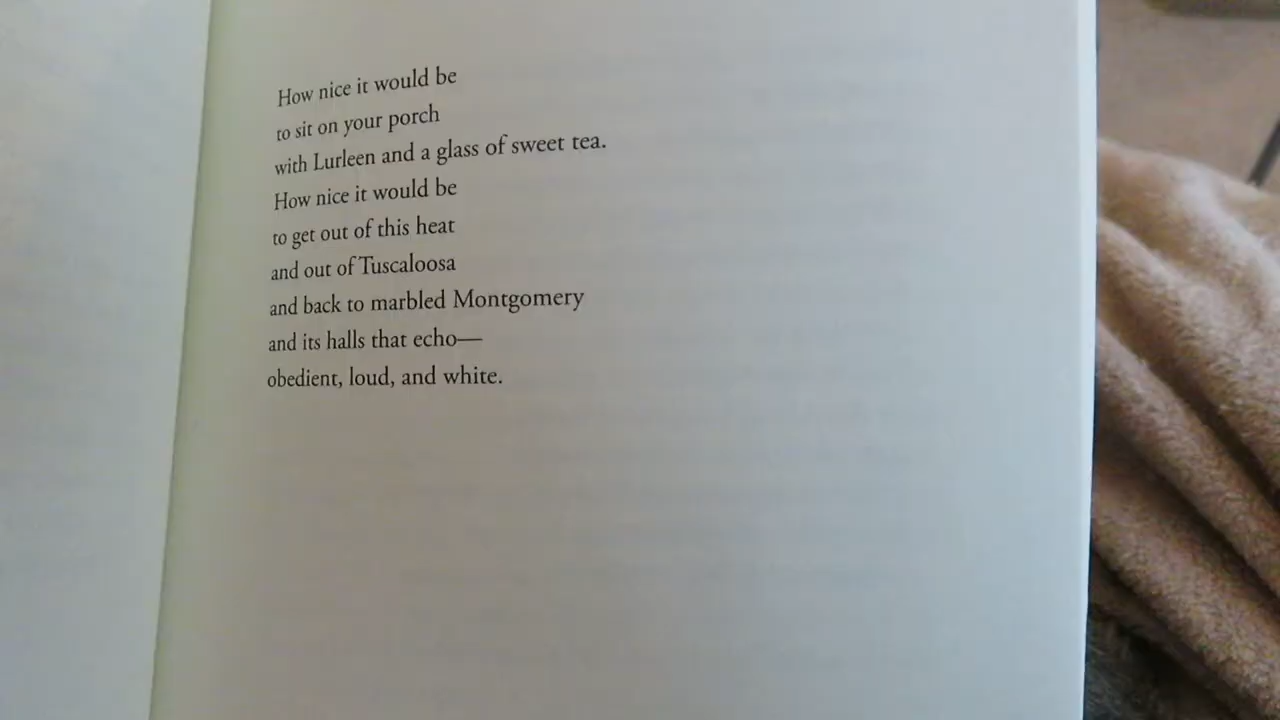 How nice it would be
to sit on your porch
with Lurleen and a glass of sweet tea.
How nice it would be
to get out of this heat
and out of Tuscaloosa
and back to marbled Montgomery
and its halls that echo—
obedient, loud, and white.